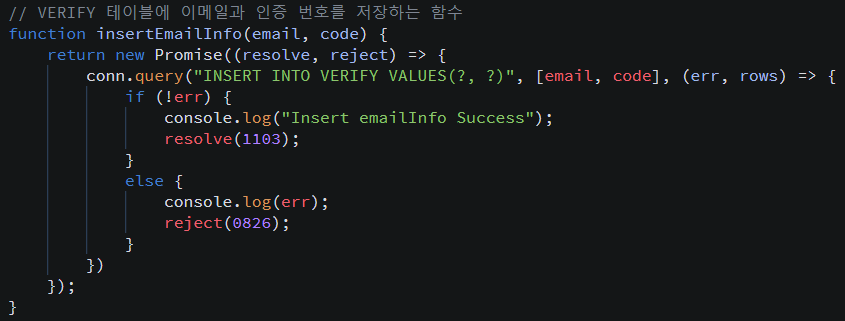 // VERIFY 테이블에 이메일과 인증 번호를 저장하는 함수
function insertEmailInfo(email, code) {
    return new Promise((resolve, reject) => {
        conn.query("INSERT INTO VERIFY VALUES(?, ?)", [email, code], (err, rows) => {
            if (!err) {
                console.log("Insert emailInfo Success");
                resolve(1103);
            }
            else {
                console.log(err);
                reject(0826);
            }
        })
    });
}